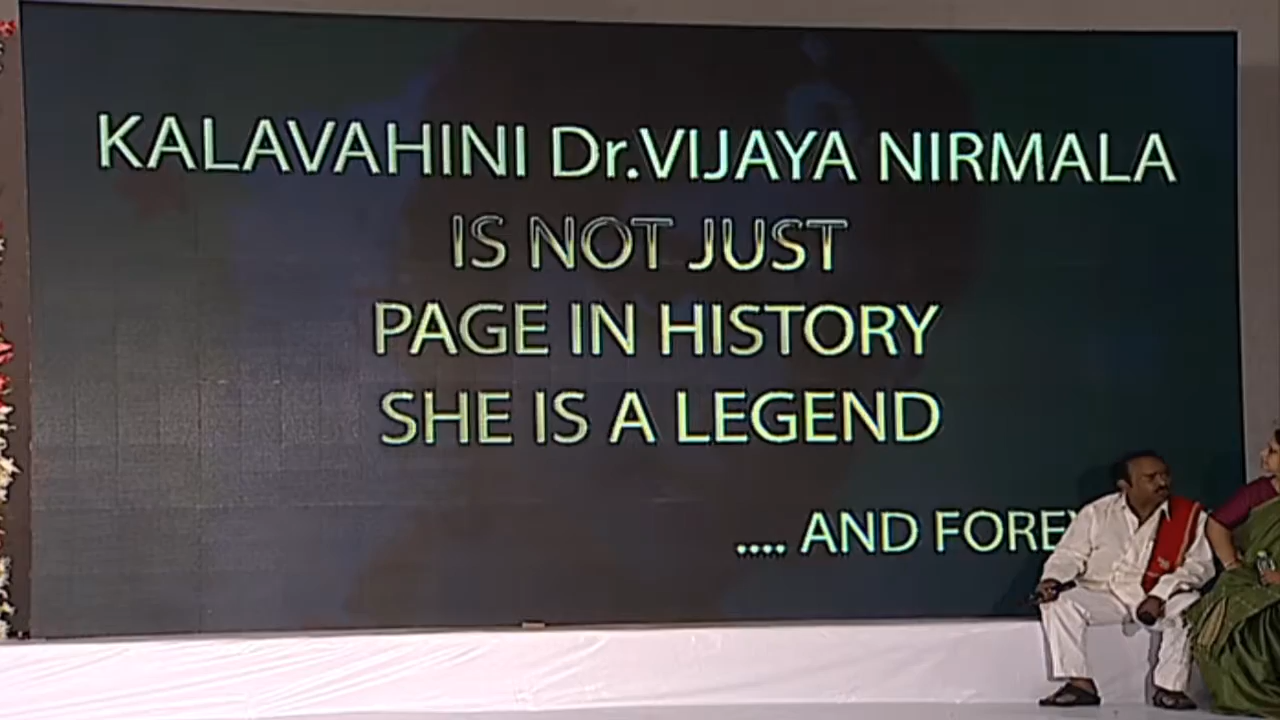 KALAVAHINI Dr.VIJAYA NIRMALA
IS NOT JUST
PAGE IN HISTORY
SHE IS A LEGEND
.... AND